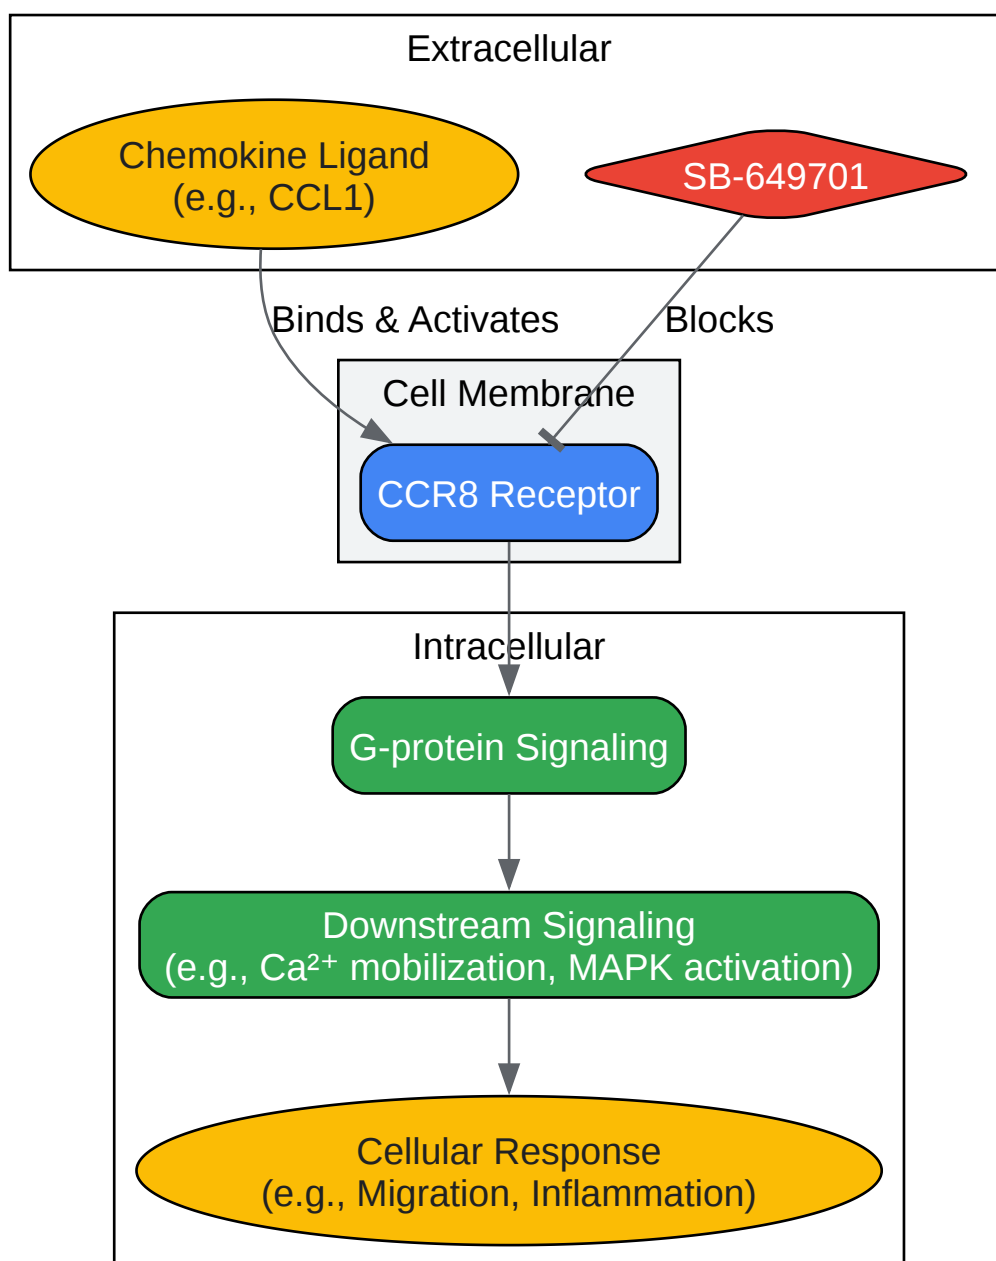 Extracellular
Chemokine Ligand
(e.g., CCL1)
SB-649701
Binds & Activates
Blocks
Cell Membrane
CCR8 Receptor
Intracellular
G-protein Signaling
Downstream Signaling
(e.g., Ca²⁺ mobilization, MAPK activation)
Cellular Response
(e.g., Migration, Inflammation)